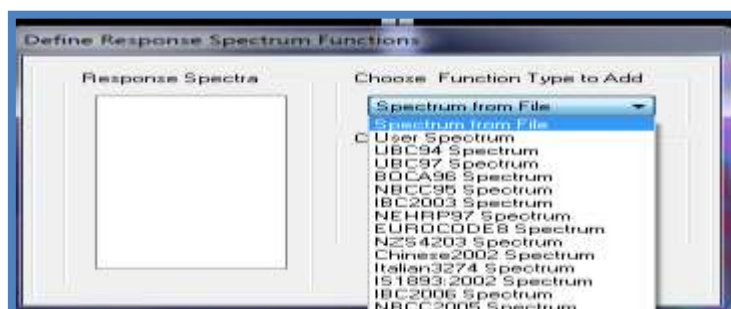 Define Response Spectrum Functions
Response Spectra
Choose Function Type to Add
Spectrum from File
Spectrum from File
C
User Spectrum
UBC94 Spectrum
UBC97 Spectrum
BOCA96 Spectrum
NBCC95 Spectrum
IBC2003 Spectrum
NEHRP97 Spectrum
EUROCODE8 Spectrum
NZS4203 Spectrum
Chinese2002 Spectrum
Italian3274 Spectrum
IS1893:2002 Spectrum
IBC2006 Spectrum
NBCC2005 Spectrum